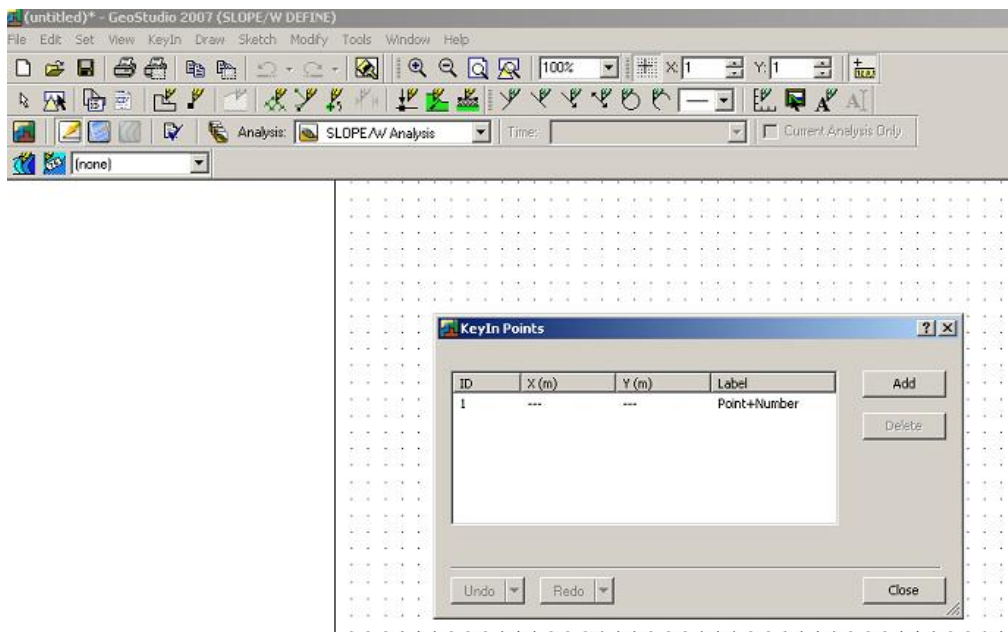 (untitled)* - GeoStudio 2007 (SLOPE/W DEFINE)
File Edit Set View KeyIn Draw Sketch Modify Tools Window Help
100% X: 1 Y: 1
Analysis: SLOPE/W Analysis Time: Current Analysis Only
(none)
KeyIn Points
ID X (m) Y (m) Label Add
1 --- --- Point+Number
Delete
Undo Redo Close